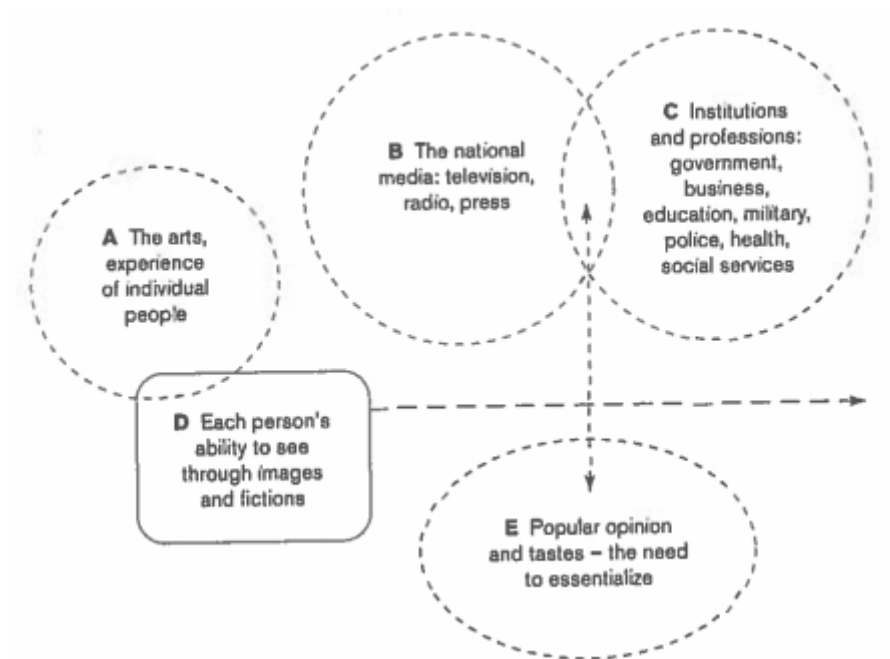 A The arts,
experience
of individual
people
B The national
media: television,
radio, press
C Institutions
and professions:
government,
business,
education, military,
police, health,
social services
D Each person's
ability to see
through images
and fictions
E Popular opinion
and tastes – the need
to essentialize